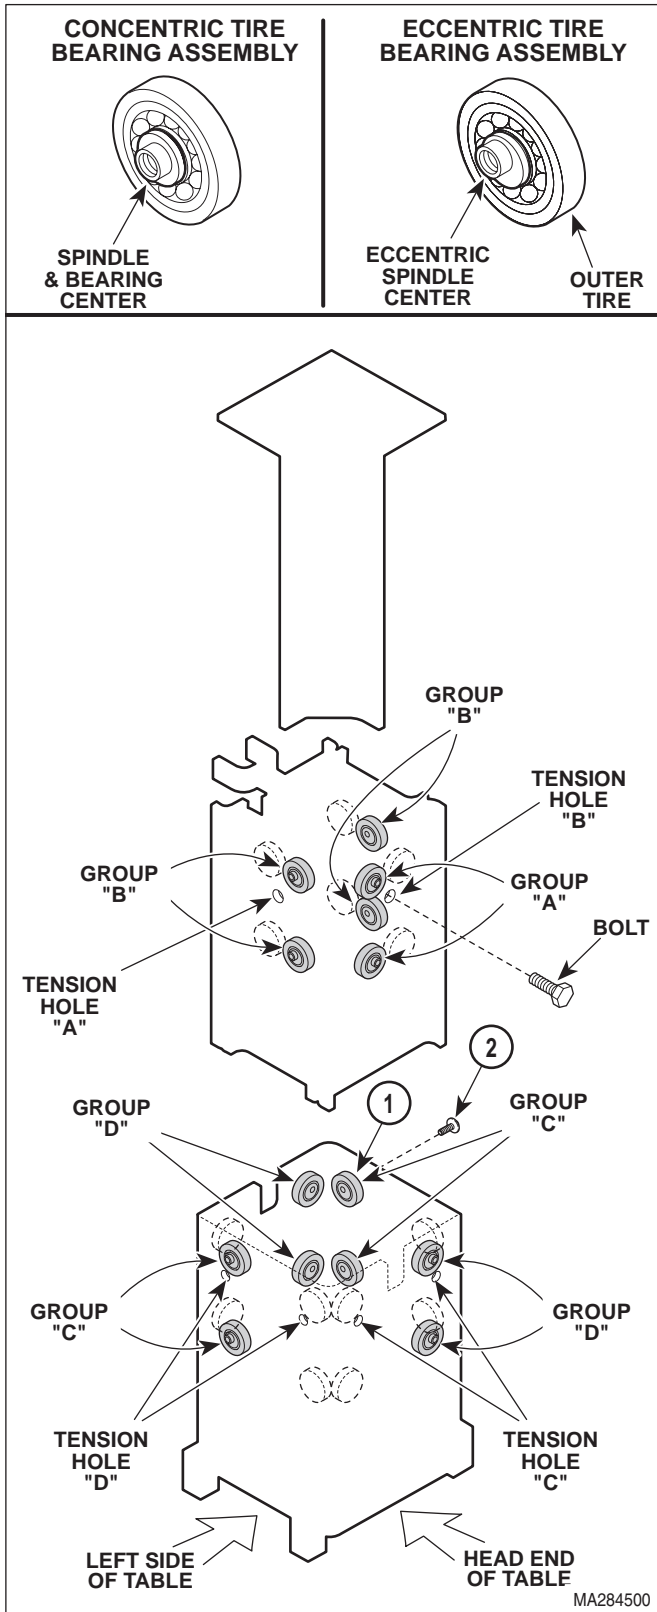 CONCENTRIC TIRE
BEARING ASSEMBLY
ECCENTRIC TIRE
BEARING ASSEMBLY
SPINDLE
& BEARING
CENTER
ECCENTRIC
SPINDLE
CENTER
OUTER
TIRE
GROUP
"B"
TENSION
HOLE
"B"
GROUP
"B"
GROUP
"A"
BOLT
TENSION
HOLE
"A"
2
1
GROUP
"D"
GROUP
"C"
GROUP
"C"
GROUP
"D"
TENSION
HOLE
"D"
TENSION
HOLE
"C"
LEFT SIDE
OF TABLE
HEAD END
OF TABLE
MA284500